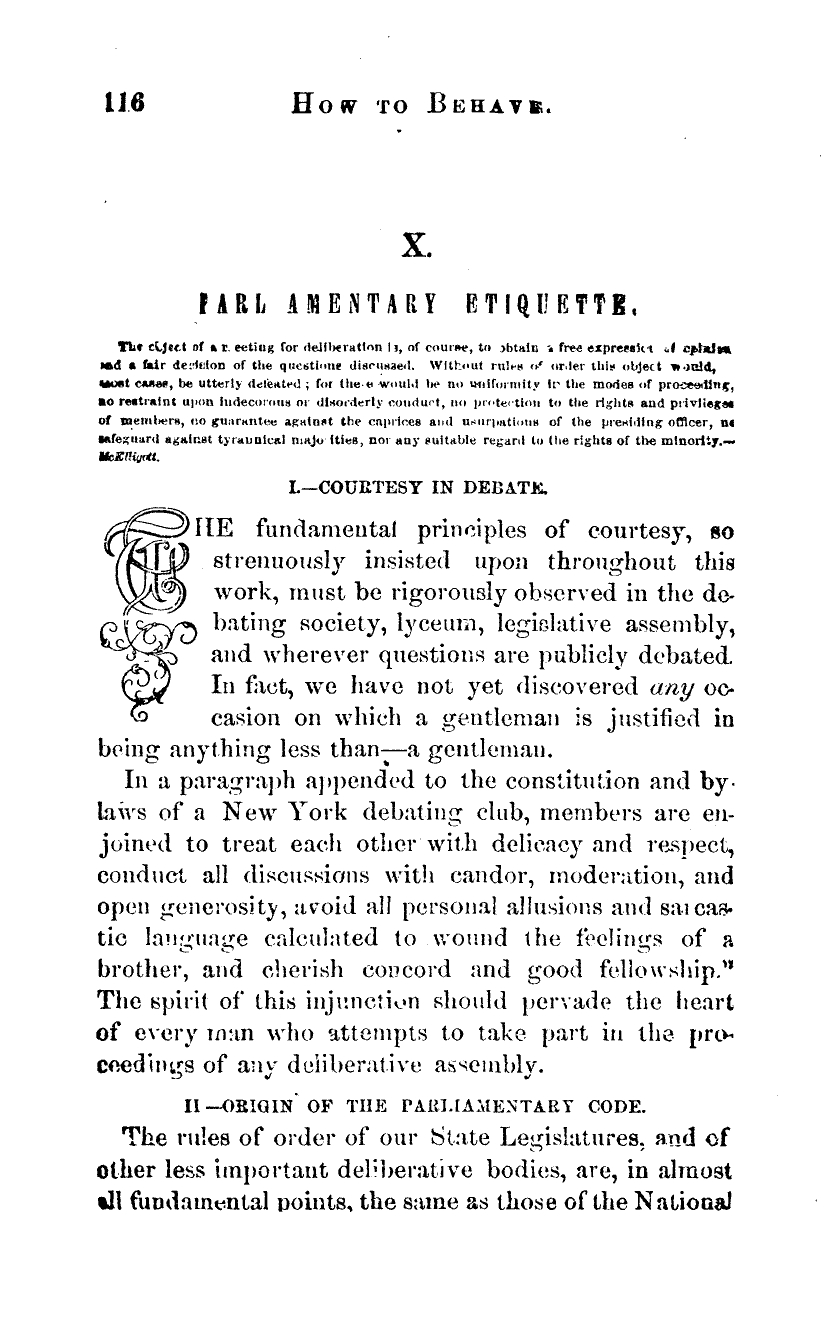 116 HOW TO BEHAVE.
X.
PARLIAMENTARY ETIQUETTE.
The object of a meeting for deliberation is, of course, to obtain a free expression of opinion
and a fair decision of the questions discussed. Without rules of order this object would,
most cases, be utterly defeated; for there would be no uniformity in the modes of proceeding,
no restraint upon indecorous or disorderly conduct, no protection to the rights and privileges
of members, no guarantee against the caprices and usurpations of the presiding officer, no
safeguard against tyrannical majorities, nor any suitable regard to the rights of the minority.—
McElligott.
I.—COURTESY IN DEBATE.
THE fundamental principles of courtesy, so
strenuously insisted upon throughout this
work, must be rigorously observed in the de-
bating society, lyceum, legislative assembly,
and wherever questions are publicly debated.
In fact, we have not yet discovered any oc-
casion on which a gentleman is justified in
being anything less than—a gentleman.
In a paragraph appended to the constitution and by-
laws of a New York debating club, members are en-
joined to treat each other with delicacy and respect,
conduct all discussions with candor, moderation, and
open generosity, avoid all personal allusions and sarcas-
tic language calculated to wound the feelings of a
brother, and cherish concord and good fellowship."
The spirit of this injunction should pervade the heart
of every man who attempts to take part in the pro-
ceedings of any deliberative assembly.
II—ORIGIN OF THE PARLIAMENTARY CODE.
The rules of order of our State Legislatures, and of
other less important deliberative bodies, are, in almost
all fundamental points, the same as those of the National